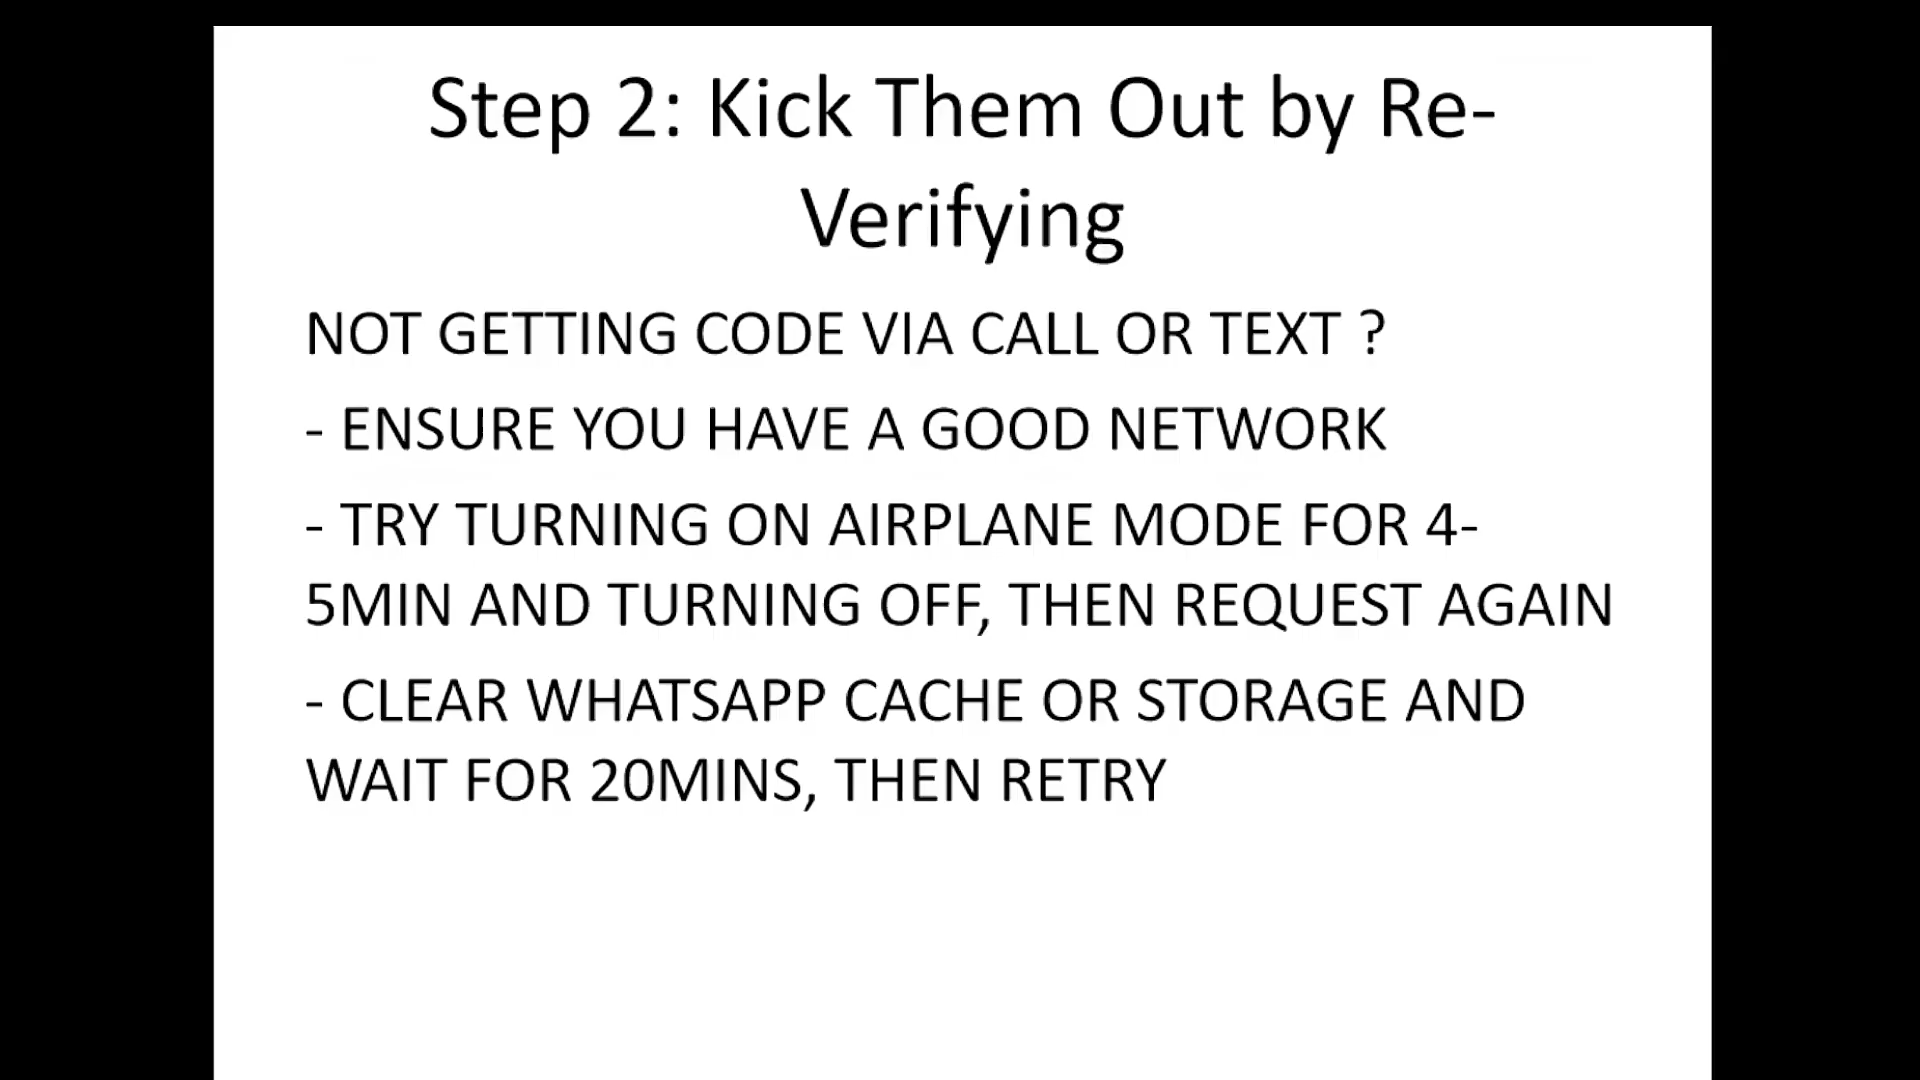 Step 2: Kick Them Out by Re-
Verifying
NOT GETTING CODE VIA CALL OR TEXT ?
- ENSURE YOU HAVE A GOOD NETWORK
- TRY TURNING ON AIRPLANE MODE FOR 4-
5MIN AND TURNING OFF, THEN REQUEST AGAIN
- CLEAR WHATSAPP CACHE OR STORAGE AND
WAIT FOR 20MINS, THEN RETRY